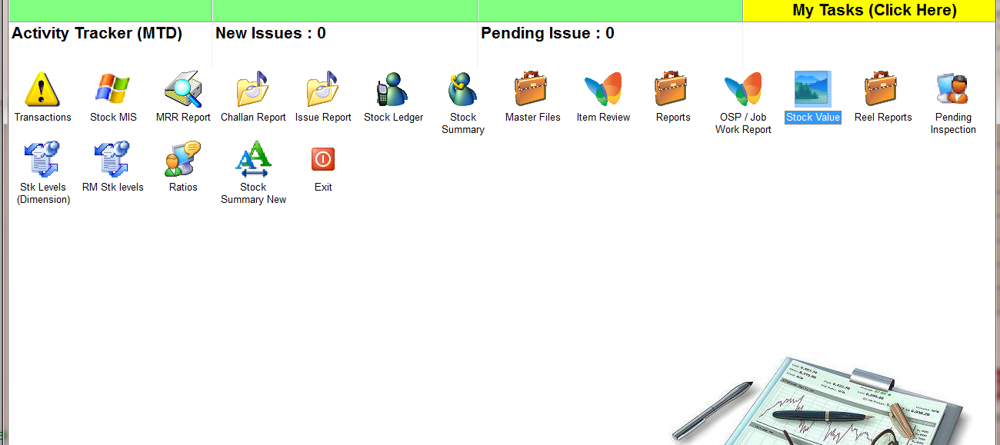 My Tasks (Click Here)
Activity Tracker (MTD)
New Issues : 0
Pending Issue : 0
Transactions
Stock MIS
MRR Report
Challan Report
Issue Report
Stock Ledger
Stock
Summary
Master Files
Item Review
Reports
OSP / Job
Work Report
Stock Value
Reel Reports
Pending
Inspection
Stk Levels
(Dimension)
RM Stk levels
Ratios
Stock
Summary New
Exit